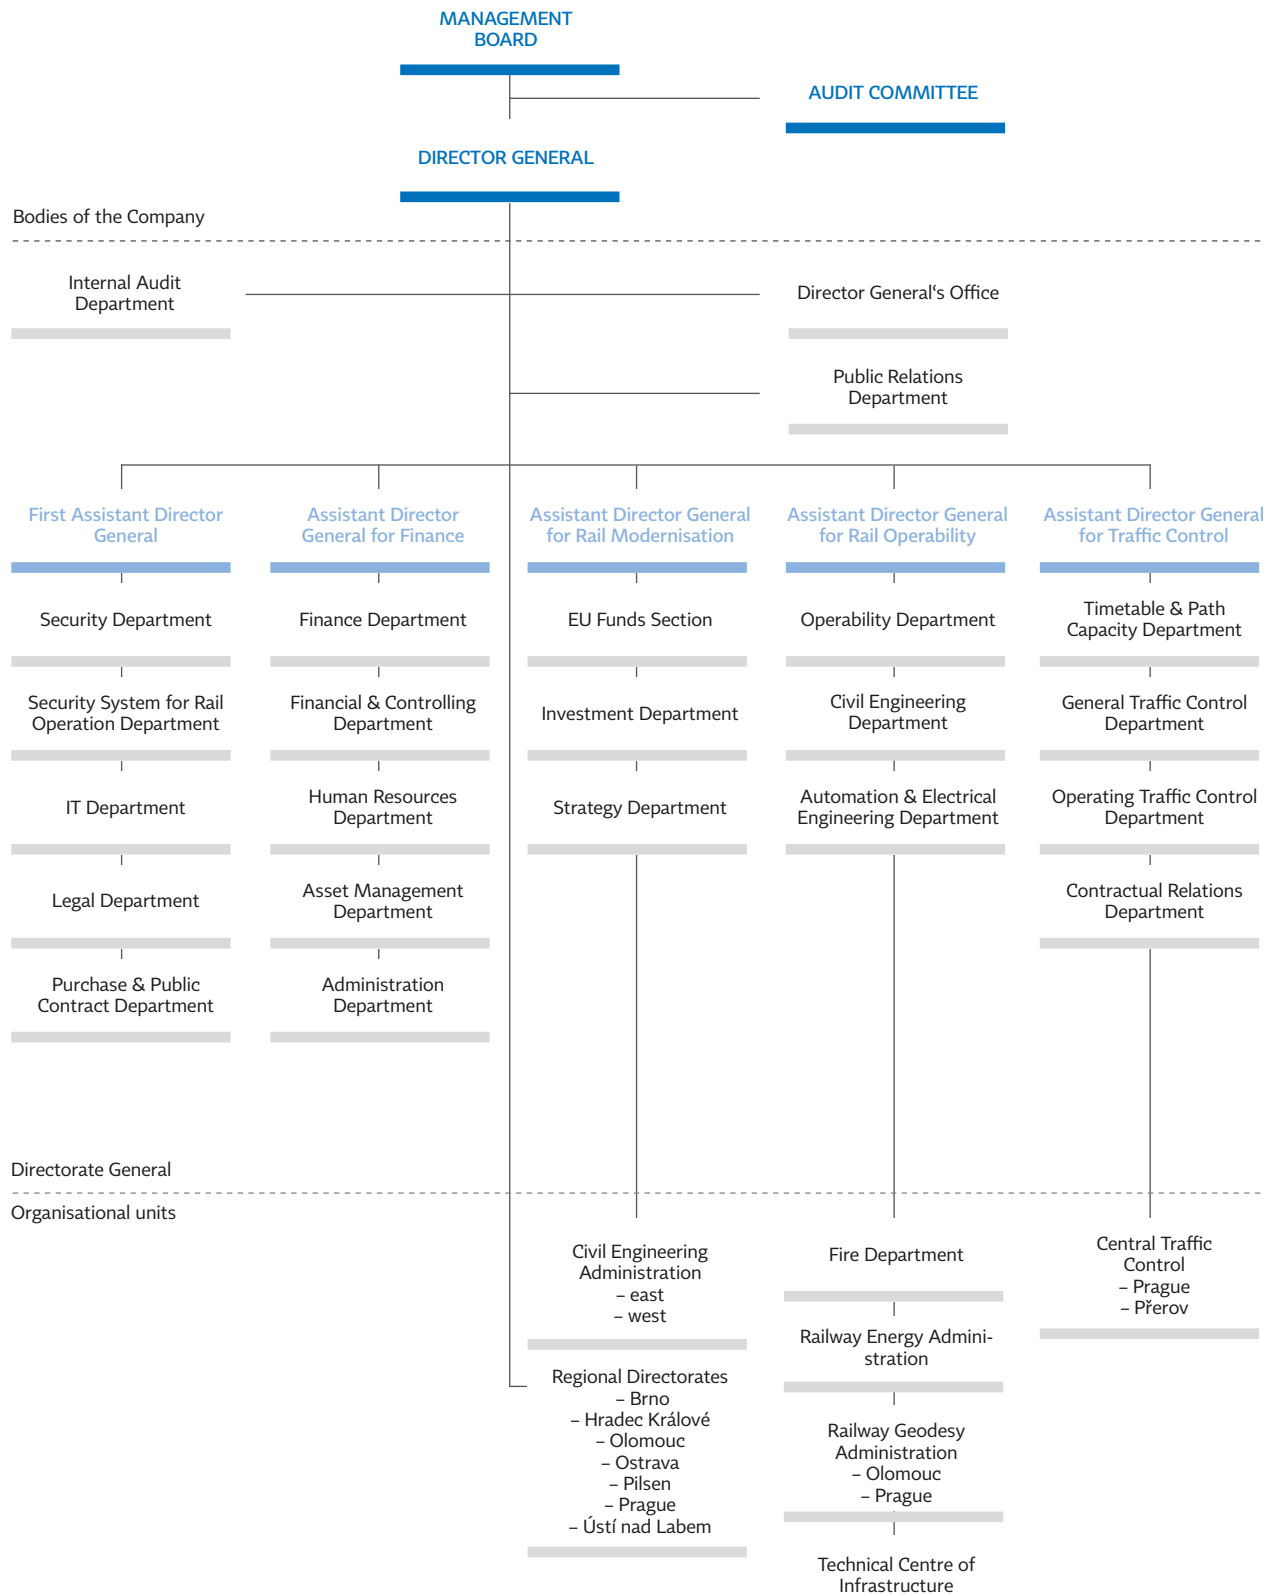 MANAGEMENT
BOARD
AUDIT COMMITTEE
DIRECTOR GENERAL
Bodies of the Company
Internal Audit
Department
Director General‘s Office
Public Relations
Department
First Assistant Director
General
Assistant Director
General for Finance
Assistant Director General
for Rail Modernisation
Assistant Director General
for Rail Operability
Assistant Director General
for Traffic Control
Security Department
Finance Department
EU Funds Section
Operability Department
Timetable & Path
Capacity Department
Security System for Rail
Operation Department
Financial & Controlling
Department
Investment Department
Civil Engineering
Department
General Traffic Control
Department
IT Department
Human Resources
Department
Strategy Department
Automation & Electrical
Engineering Department
Operating Traffic Control
Department
Legal Department
Asset Management
Department
Contractual Relations
Department
Purchase & Public
Contract Department
Administration
Department
Directorate General
Organisational units
Civil Engineering
Administration
– east
– west
Fire Department
Central Traffic
Control
– Prague
– Přerov
Railway Energy Admini-
stration
Regional Directorates
– Brno
– Hradec Králové
– Olomouc
– Ostrava
– Pilsen
– Prague
– Ústí nad Labem
Railway Geodesy
Administration
– Olomouc
– Prague
Technical Centre of
Infrastructure